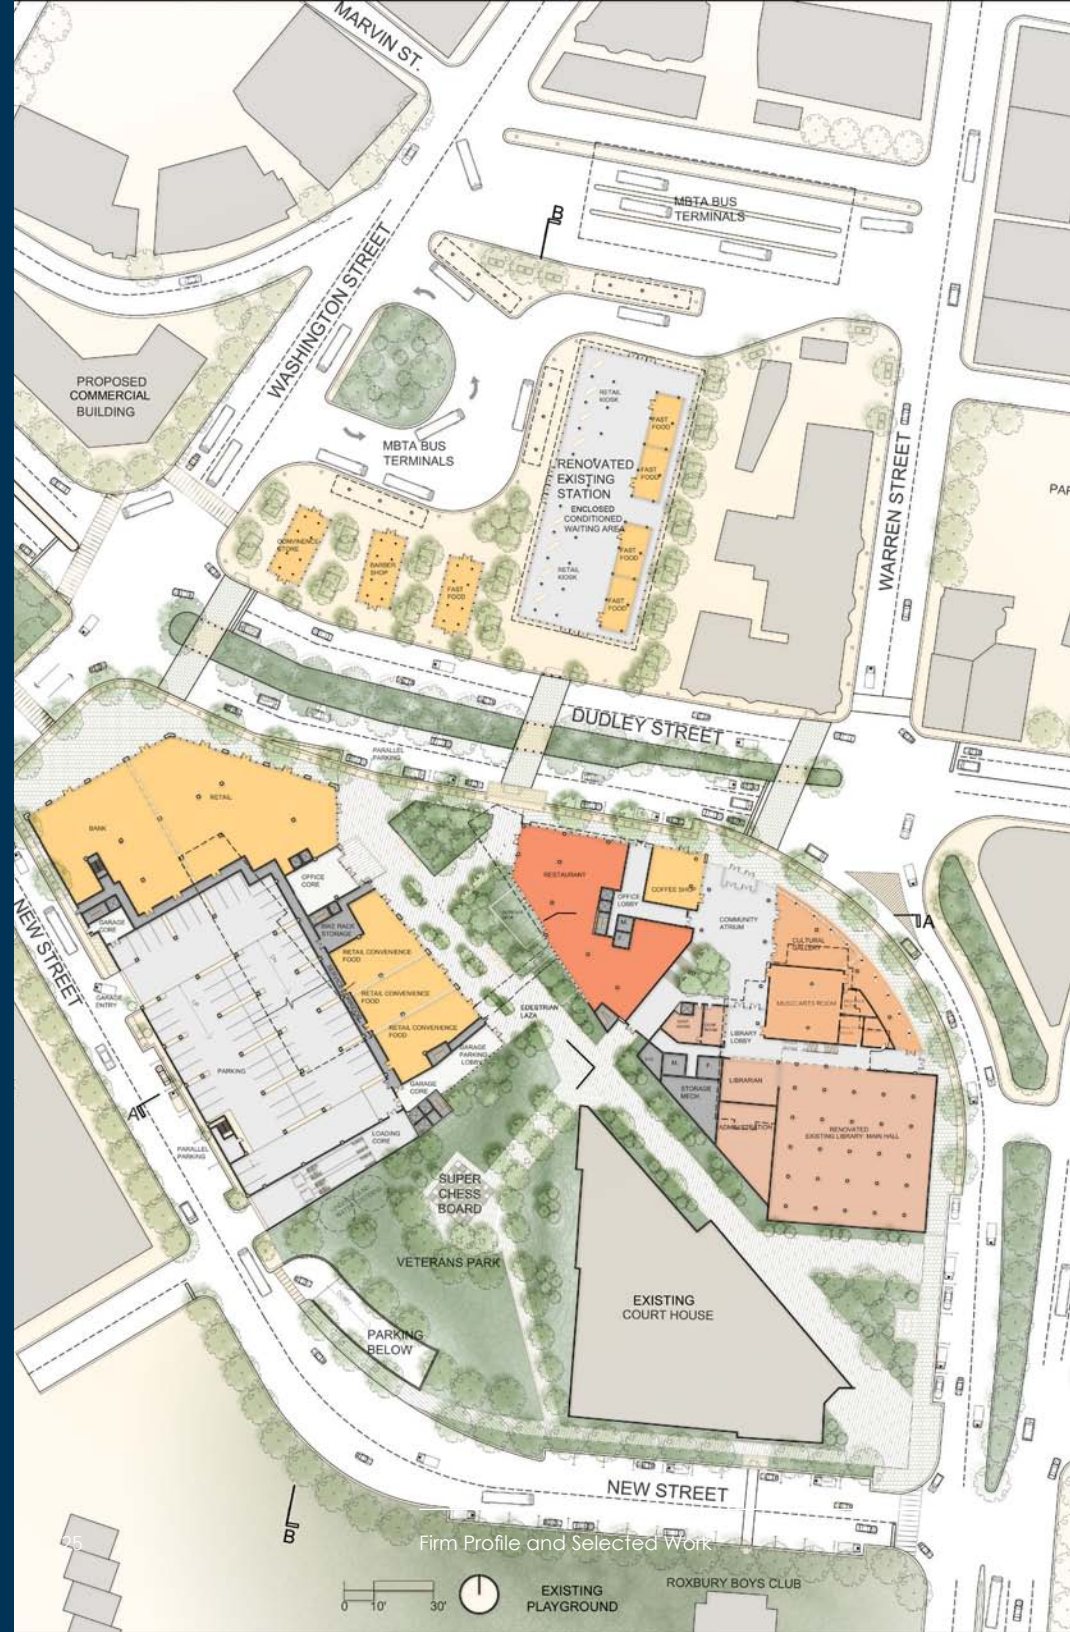 MARVIN ST.
MBTA BUS
TERMINALS
B
WASHINGTON STREET
PROPOSED
COMMERCIAL
BUILDING
MBTA BUS
TERMINALS
RETAIL
KIOSK
FAST
FOOD
FAST
FOOD
RENOVATED
EXISTING
STATION
ENCLOSED
CONDITIONED
WAITING AREA
RETAIL
KIOSK
FAST
FOOD
FAST
FOOD
WARREN STREET
PAR
CONVINENCE
STORE
BARBER
SHOP
FAST
FOOD
DUDLEY STREET
PARALLEL
PARKING
RETAIL
BANK
OFFICE
CORE
GARAGE
CORE
BIKE RACK
STORAGE
NEW STREET
GARAGE
ENTRY
RETAIL CONVENIENCE
FOOD
RETAIL CONVENIENCE
FOOD
RETAIL CONVENIENCE
FOOD
RESTAURANT
OFFICE
LOBBY
COFFEE SHOP
COMMUNITY
ATRIUM
CULTURAL
GALLERY
A
MUSIC/ARTS ROOM
EDESTRIAN
LAZA
LIBRARY
LOBBY
GARAGE
PARKING
LOBBY
PARKING
GARAGE
CORE
M.
F.
STORAGE
MECH.
LIBRARIAN
ADMINISTRATION
RENOVATED
EXISTING LIBRARY: MAIN HALL
A
LOADING
CORE
PARALLEL
PARKING
SUPER
CHESS
BOARD
VETERANS PARK
EXISTING
COURT HOUSE
PARKING
BELOW
NEW STREET
B
25
Firm Profile and Selected Work
0 10' 30'
EXISTING
PLAYGROUND
ROXBURY BOYS CLUB